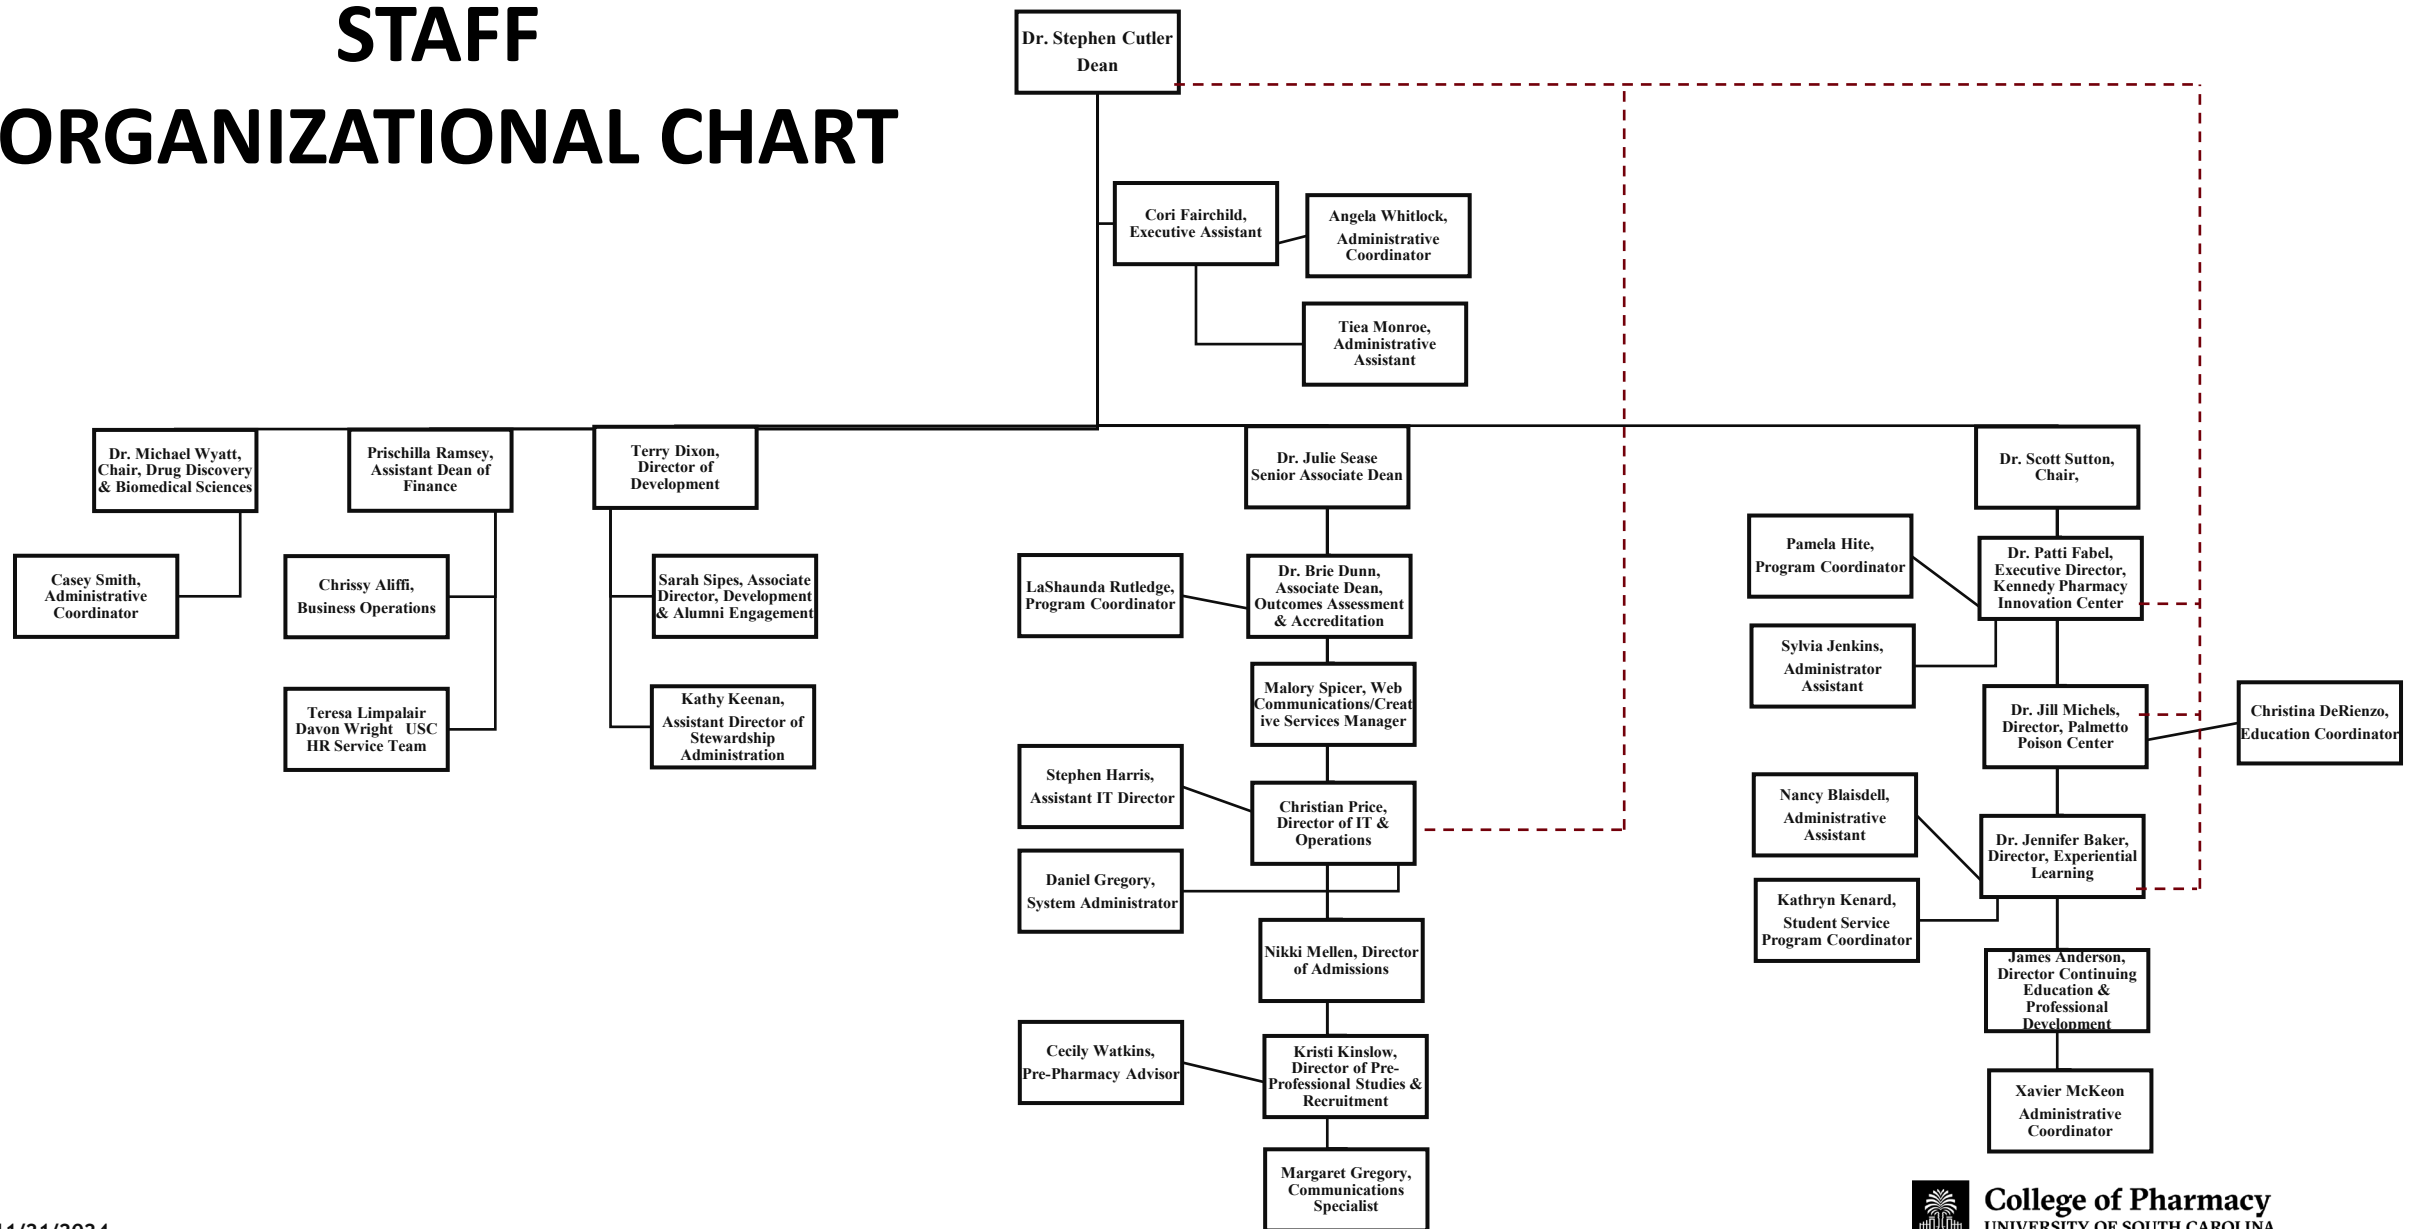 STAFF
ORGANIZATIONAL CHART
Dr. Stephen Cutler
Dean
Cori Fairchild,
Executive Assistant
Angela Whitlock,
Administrative
Coordinator
Tiea Monroe,
Administrative
Assistant
Dr. Michael Wyatt,
Chair, Drug Discovery
& Biomedical Sciences
Prischilla Ramsey,
Assistant Dean of
Finance
Terry Dixon,
Director of
Development
Dr. Julie Sease
Senior Associate Dean
Dr. Scott Sutton,
Chair,
Casey Smith,
Administrative
Coordinator
Chrissy Aliffi,
Business Operations
Teresa Limpalair
Davon Wright USC
HR Service Team
Sarah Sipes, Associate
Director, Development
& Alumni Engagement
Kathy Keenan,
Assistant Director of
Stewardship
Administration
LaShaunda Rutledge,
Program Coordinator
Dr. Brie Dunn,
Associate Dean,
Outcomes Assessment
& Accreditation
Malory Spicer, Web
Communications/Creat
ive Services Manager
Stephen Harris,
Assistant IT Director
Christian Price,
Director of IT &
Operations
Daniel Gregory,
System Administrator
Nikki Mellen, Director
of Admissions
Cecily Watkins,
Pre-Pharmacy Advisor
Kristi Kinslow,
Director of Pre-
Professional Studies &
Recruitment
Margaret Gregory,
Communications
Specialist
Pamela Hite,
Program Coordinator
Dr. Patti Fabel,
Executive Director,
Kennedy Pharmacy
Innovation Center
Sylvia Jenkins,
Administrator
Assistant
Dr. Jill Michels,
Director, Palmetto
Poison Center
Christina DeRienzo,
Education Coordinator
Nancy Blaisdell,
Administrative
Assistant
Dr. Jennifer Baker,
Director, Experiential
Learning
Kathryn Kenard,
Student Service
Program Coordinator
James Anderson,
Director Continuing
Education &
Professional
Development
Xavier McKeon
Administrative
Coordinator
College of Pharmacy
UNIVERSITY OF SOUTH CAROLINA